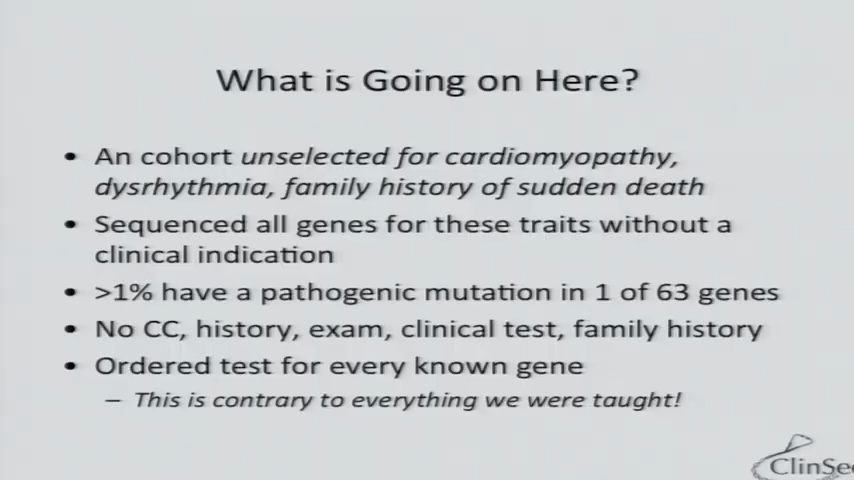 What is Going on Here?
• An cohort unselected for cardiomyopathy,
dysrhythmia, family history of sudden death
• Sequenced all genes for these traits without a
clinical indication
• >1% have a pathogenic mutation in 1 of 63 genes
• No CC, history, exam, clinical test, family history
• Ordered test for every known gene
– This is contrary to everything we were taught!
ClinSe